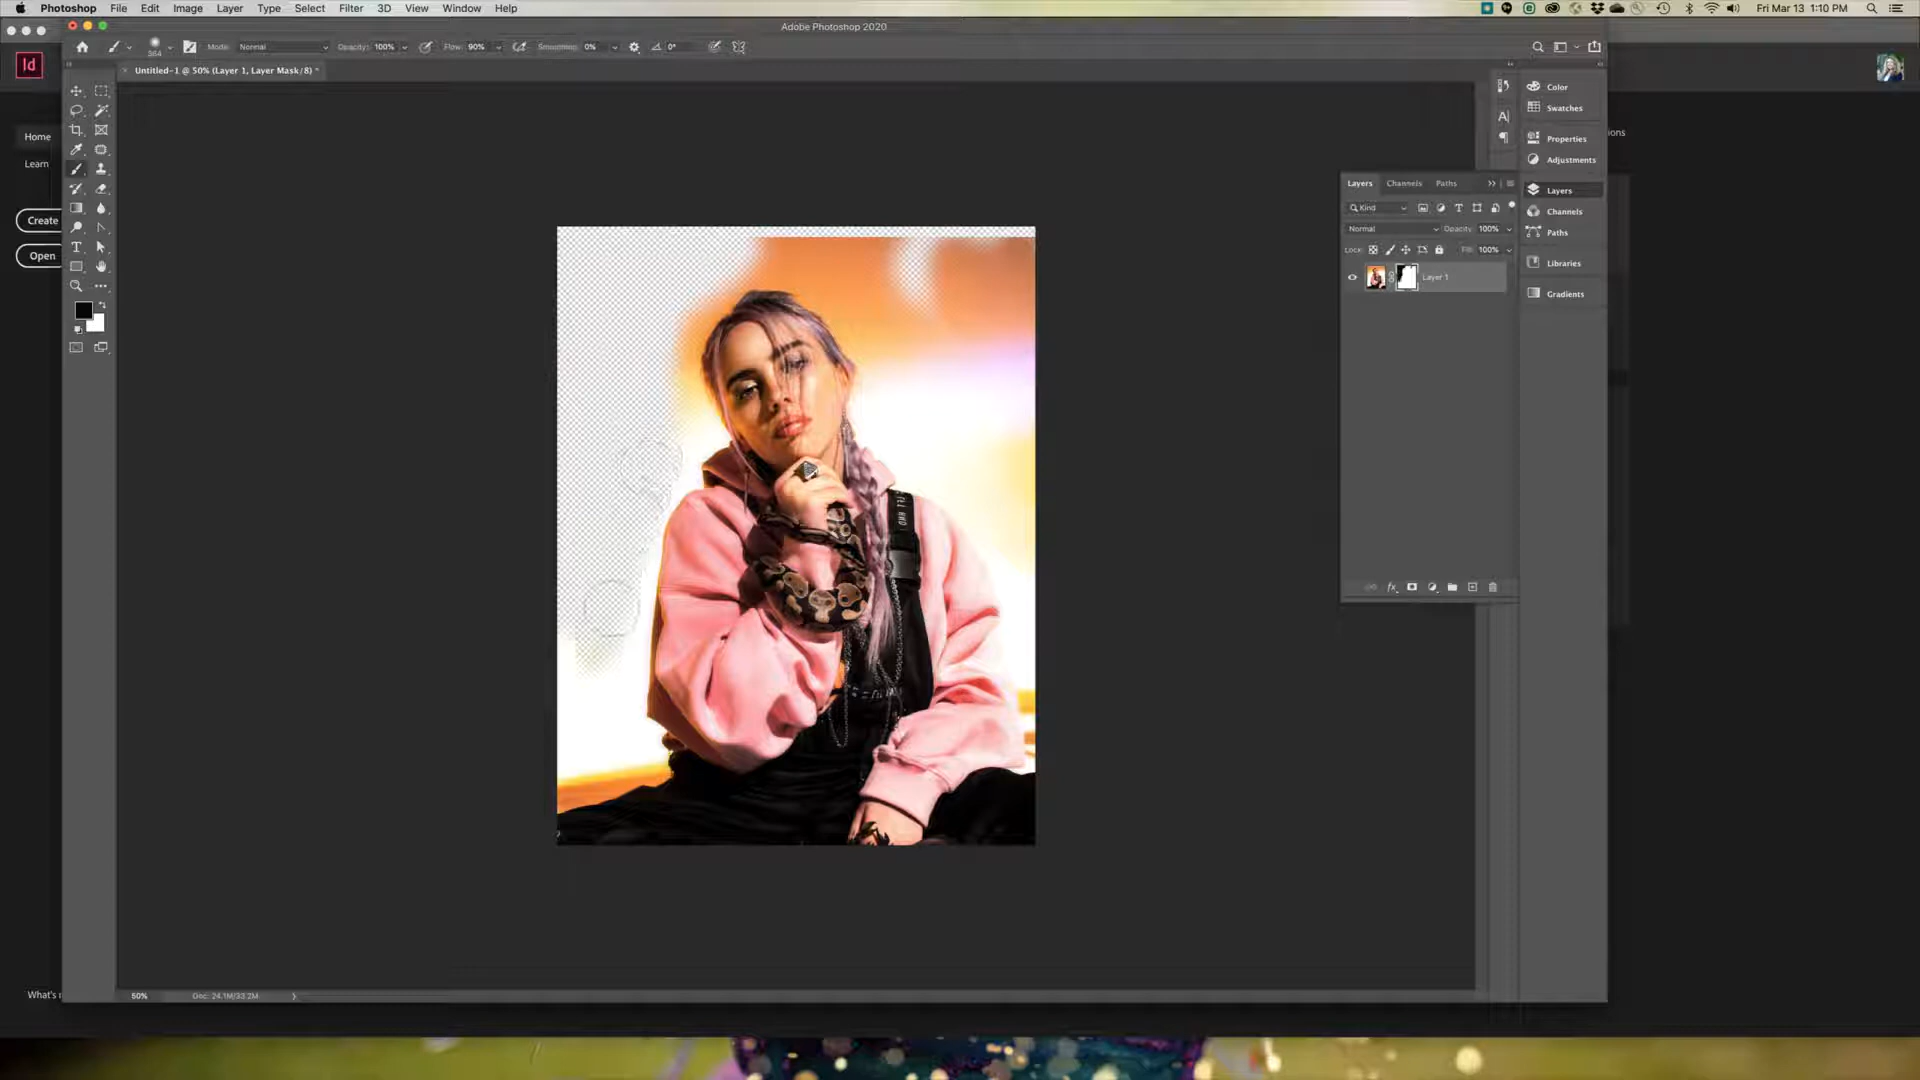 Photoshop File Edit Image Layer Type Select Filter 3D View Window Help
Fri Mar 13 1:10 PM
Adobe Photoshop 2020
564
Mode: Normal Opacity: 100% Flow: 90% Smoothing: 0% 0°
Id
Untitled-1 @ 50% (Layer 1, Layer Mask/8) *
Home
Learn
Create
Open
What's
Color
Swatches
Properties
Adjustments
Layers
Channels
Paths
Libraries
Gradients
ions
Layers Channels Paths
Kind
Normal Opacity: 100%
Lock: Fill: 100%
Layer 1
fx
50% Doc: 24.1M/33.2M